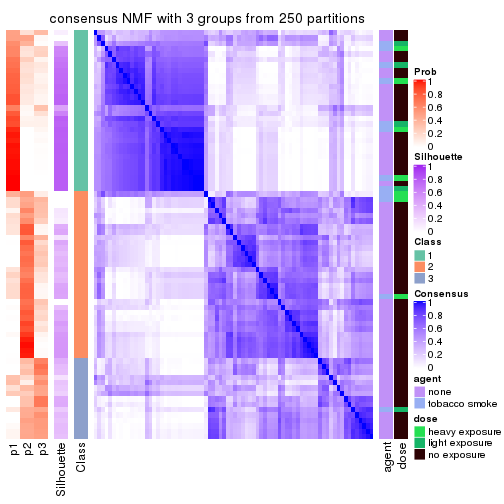 consensus NMF with 3 groups from 250 partitions
Prob
1
0.8
0.6
0.4
0.2
0
Silhouette
1
0.8
0.6
0.4
0.2
0
Class
1
2
3
Consensus
1
0.8
0.6
0.4
0.2
0
agent
none
tobacco smoke
dose
heavy exposure
light exposure
no exposure
p1
p2
p3
Silhouette
Class
agent
dose